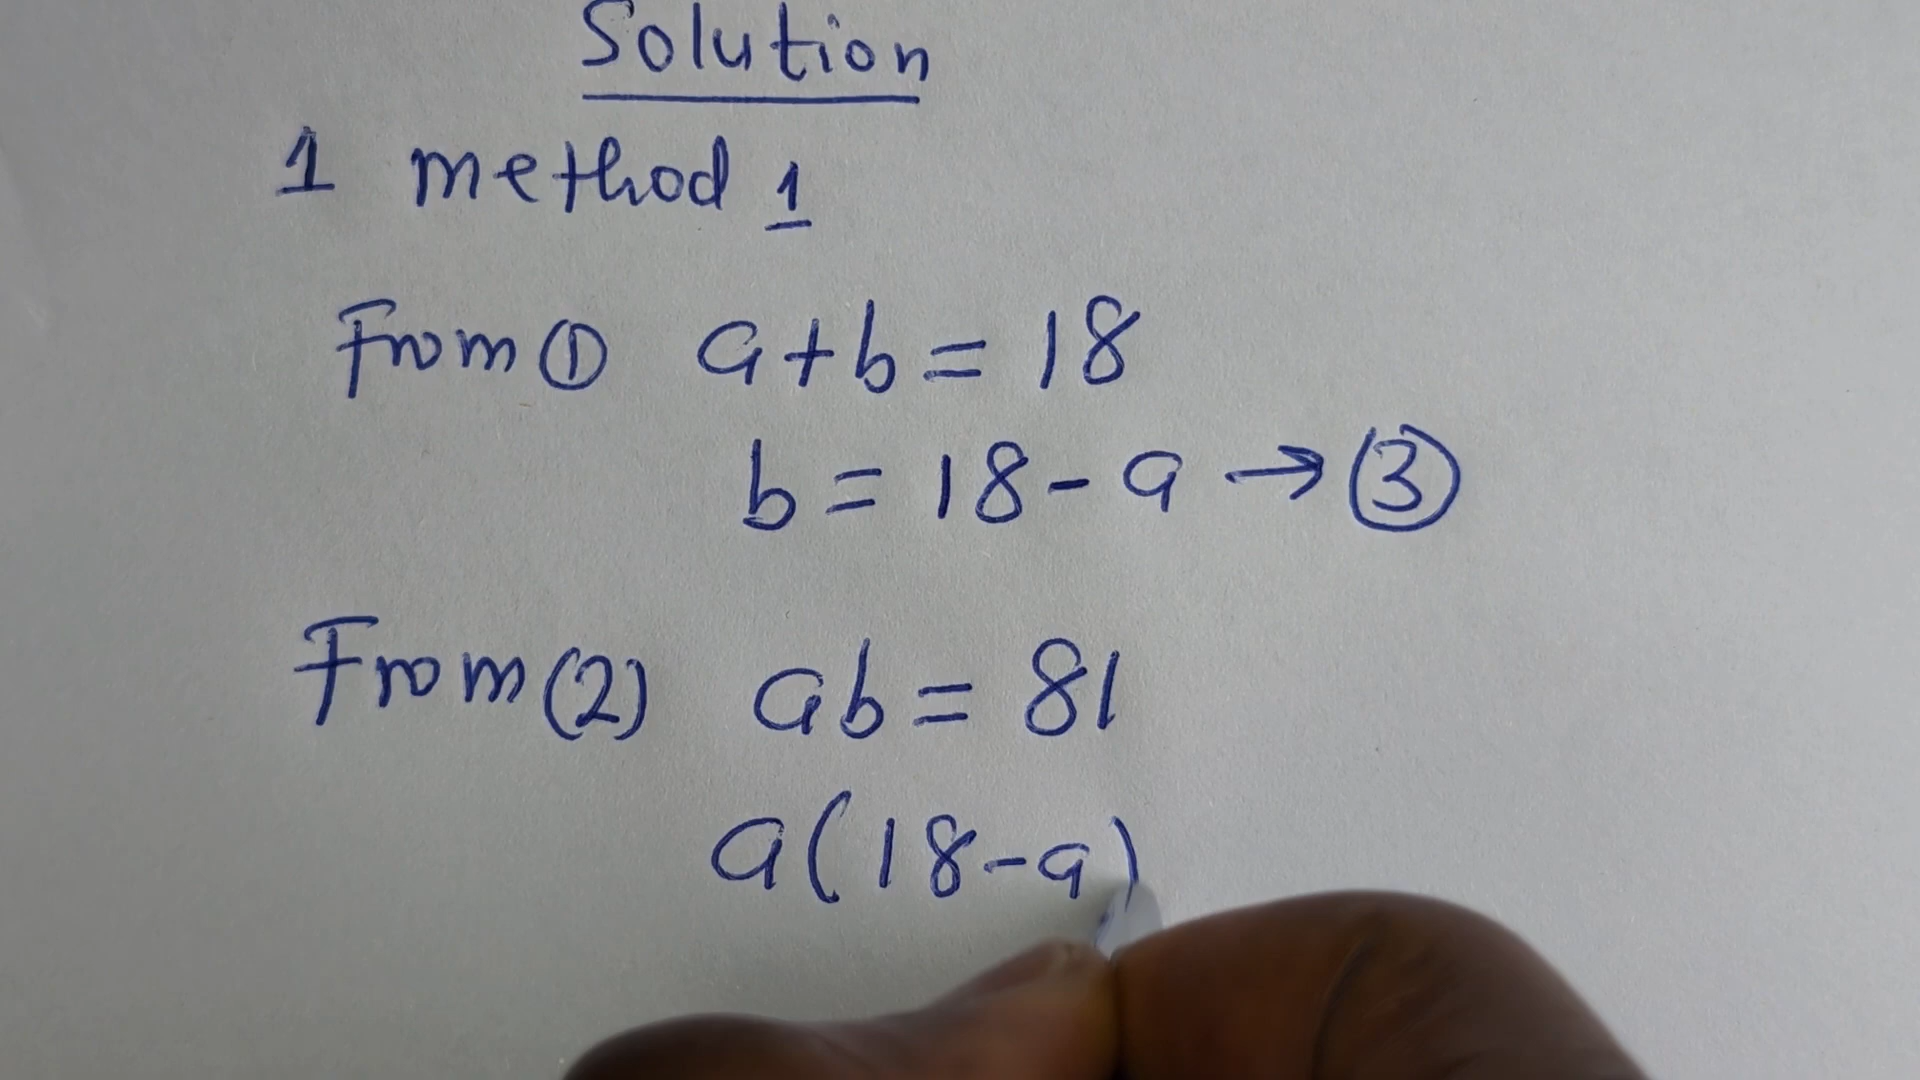 Solution
1 method 1
From ① a+b = 18
b = 18 - a → ③
From (2) ab = 81
a(18-a)